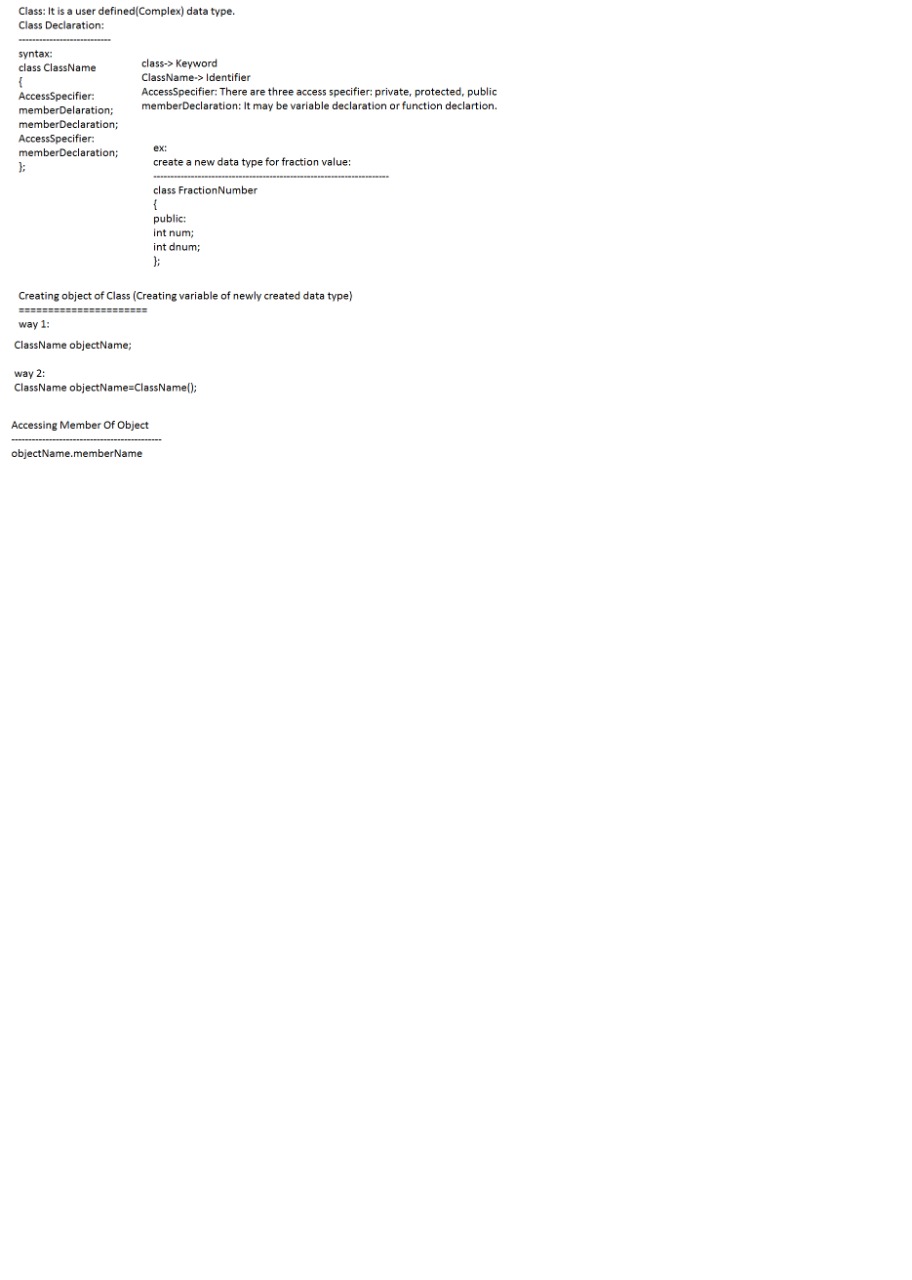 Class: It is a user defined(Complex) data type.
Class Declaration:
---------------------------
syntax:
class ClassName
{
AccessSpecifier:
memberDelaration;
memberDeclaration;
AccessSpecifier:
memberDeclaration;
};
class-> Keyword
ClassName-> Identifier
AccessSpecifier: There are three access specifier: private, protected, public
memberDeclaration: It may be variable declaration or function declartion.
ex:
create a new data type for fraction value:
---------------------------------------------------------------------
class FractionNumber
{
public:
int num;
int dnum;
};
Creating object of Class (Creating variable of newly created data type)
======================
way 1:
ClassName objectName;
way 2:
ClassName objectName=ClassName();
Accessing Member Of Object
--------------------------------------------
objectName.memberName